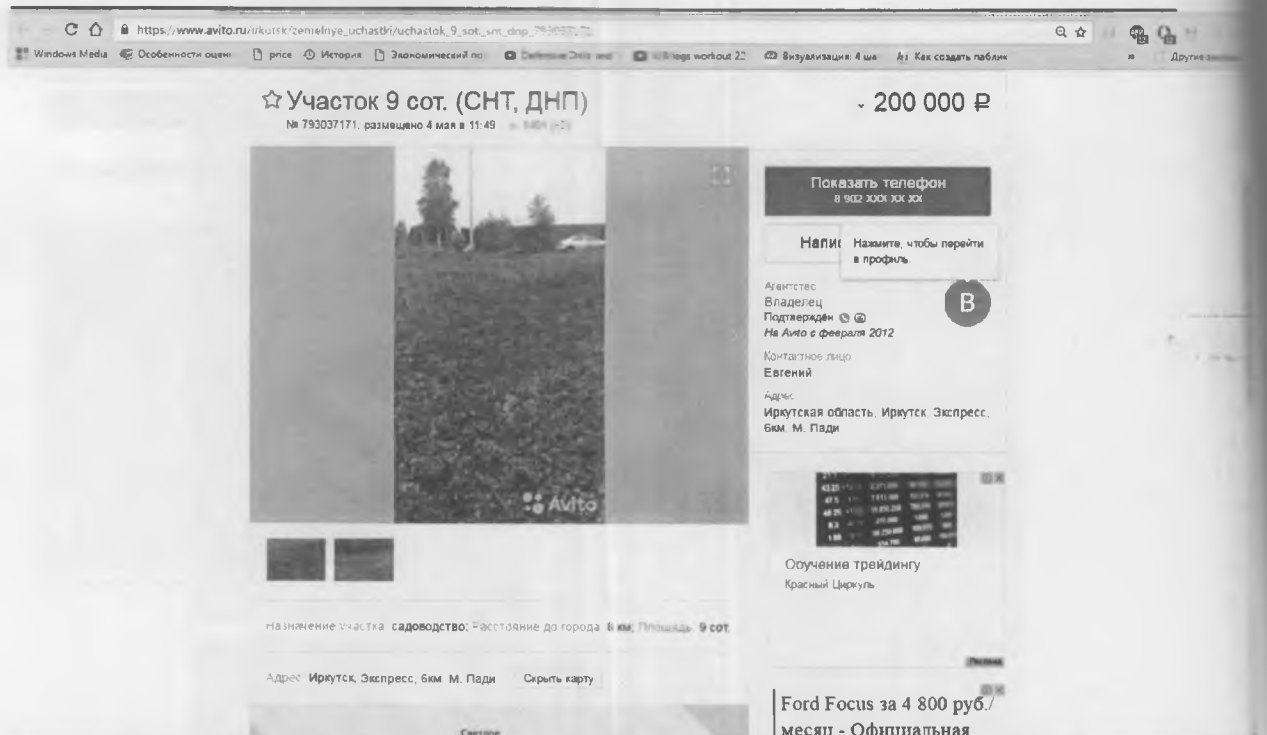 https://www.avito.ru/irkutsk/zemelnye_uchastki/uchastok_9_sot._snt_dnp_
Windows Media Особенности оценк price История Экономический по workout 22 Визуализация: 4 ша Как создать паблик » Другие
Участок 9 сот. (СНТ, ДНП)
200 000 ₽
№ 793037171, размещено 4 мая в 11:49
Показать телефон
8 902 XXX XX XX
Напис
Нажмите, чтобы перейти
в профиль.
Агентство
Владелец
Подтверждён
На Avito с февраля 2012
В
Контактное лицо
Евгений
Адрес
Иркутская область, Иркутск, Экспресс,
6км. М. Пади
Avito
Обучение трейдингу
Красный Циркуль
Назначение участка: садоводство; Расстояние до города: 6 км; Площадь: 9 сот.
Реклама
Адрес: Иркутск, Экспресс, 6км. М. Пади Скрыть карту
Ford Focus за 4 800 руб./
месяц - Официальная